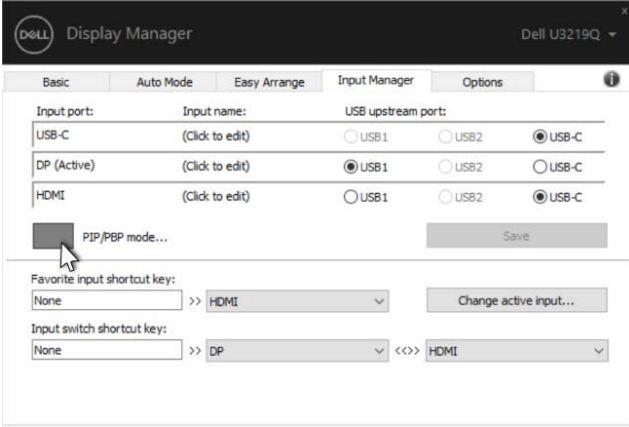 x
DELL Display Manager Dell U3219Q
Basic Auto Mode Easy Arrange Input Manager Options i
Input port: Input name: USB upstream port:
USB-C (Click to edit) USB1 USB2 USB-C
DP (Active) (Click to edit) USB1 USB2 USB-C
HDMI (Click to edit) USB1 USB2 USB-C
PIP/PBP mode... Save
Favorite input shortcut key:
None >> HDMI Change active input...
Input switch shortcut key:
None >> DP <<>> HDMI